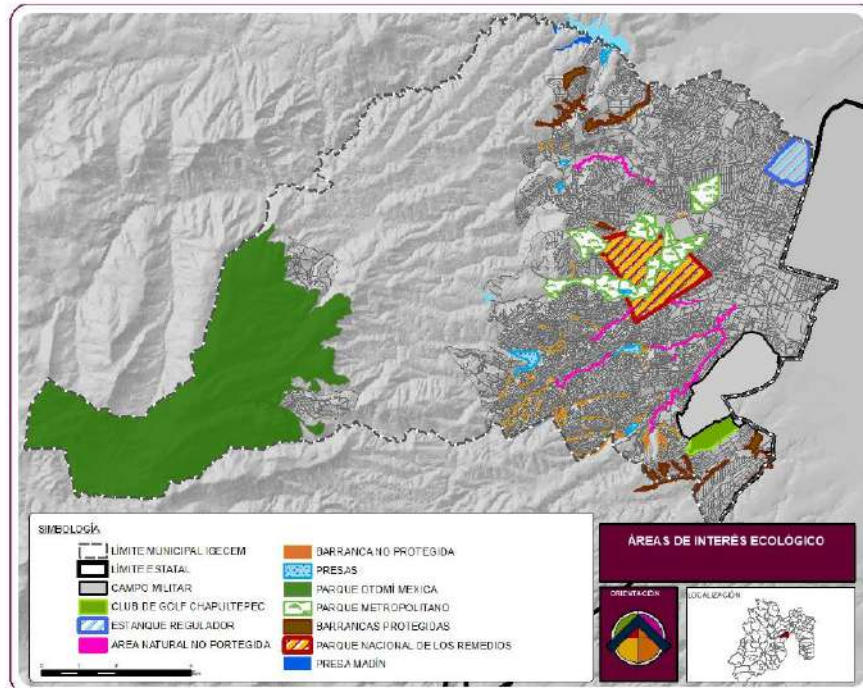 SIMBOLOGÍA
LÍMITE MUNICIPAL IGECEM
LÍMITE ESTATAL
CAMPO MILITAR
CLUB DE GOLF CHAPULTEPEC
ESTANQUE REGULADOR
AREA NATURAL NO PORTEGIDA
BARRANCA NO PROTEGIDA
PRESAS
PARQUE OTOMÍ MEXICA
PARQUE METROPOLITANO
BARRANCAS PROTEGIDAS
PARQUE NACIONAL DE LOS REMEDIOS
PRESA MADÍN
ÁREAS DE INTERÉS ECOLÓGICO
ORIENTACIÓN
LOCALIZACIÓN